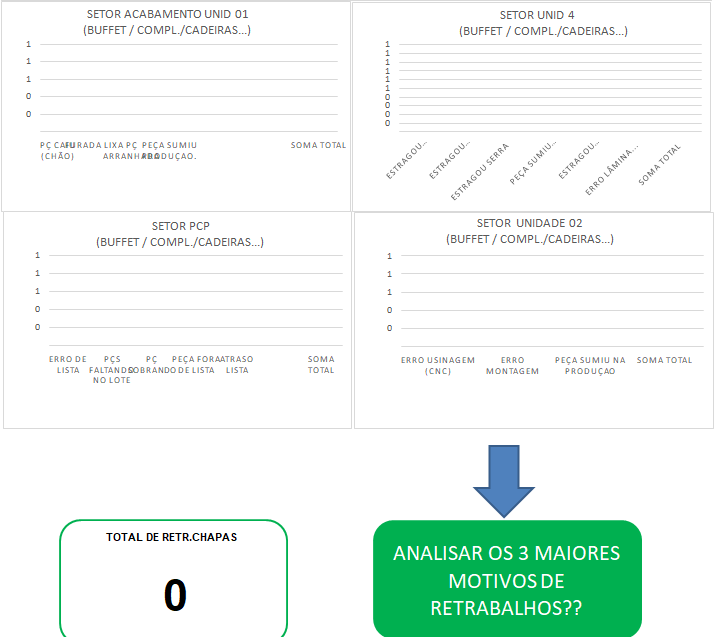 SETOR ACABAMENTO UNID 01
(BUFFET / COMPL./CADEIRAS...)
1
1
1
0
0
PÇ CAIU
(CHÃO)
FURADA
LIXA PÇ
ARRANHADA
PEÇA SUMIU
PRODUÇAO.
SOMA TOTAL
SETOR UNID 4
(BUFFET / COMPL./CADEIRAS...)
1
1
1
1
1
1
0
0
0
0
ESTRAGOU...
ESTRAGOU...
ESTRAGOU SERRA
PEÇA SUMIU...
ESTRAGOU...
ERRO LÂMINA...
SOMA TOTAL
SETOR PCP
(BUFFET / COMPL./CADEIRAS...)
1
1
1
0
0
ERRO DE
LISTA
PÇS
FALTANDO
NO LOTE
PÇ
SOBRANDO
PEÇA FORA
DE LISTA
ATRASO
LISTA
SOMA
TOTAL
SETOR UNIDADE 02
(BUFFET / COMPL./CADEIRAS...)
1
1
1
0
0
ERRO USINAGEM
(CNC)
ERRO
MONTAGEM
PEÇA SUMIU NA
PRODUÇAO
SOMA TOTAL
TOTAL DE RETR.CHAPAS
0
ANALISAR OS 3 MAIORES
MOTIVOS DE
RETRABALHOS??